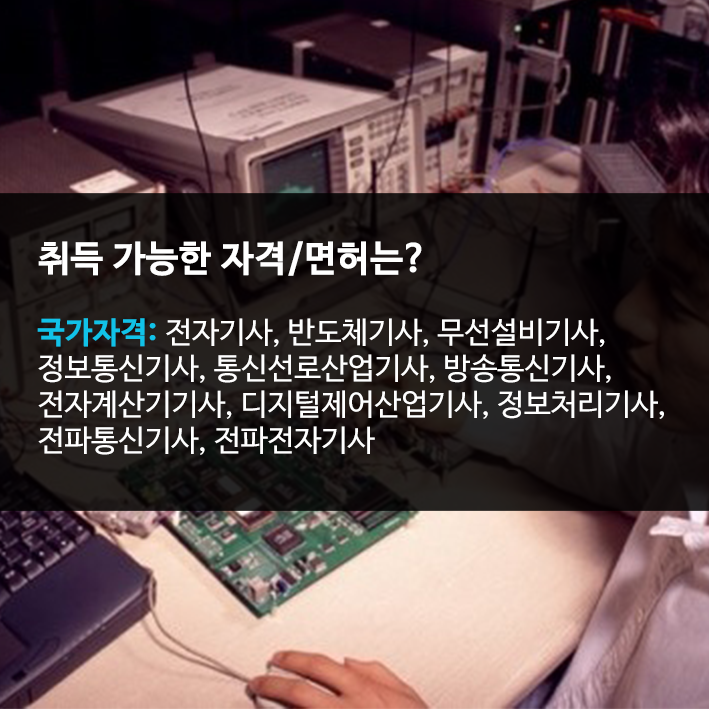 취득 가능한 자격/면허는?
국가자격: 전자기사, 반도체기사, 무선설비기사,
정보통신기사, 통신선로산업기사, 방송통신기사,
전자계산기기사, 디지털제어산업기사, 정보처리기사,
전파통신기사, 전파전자기사